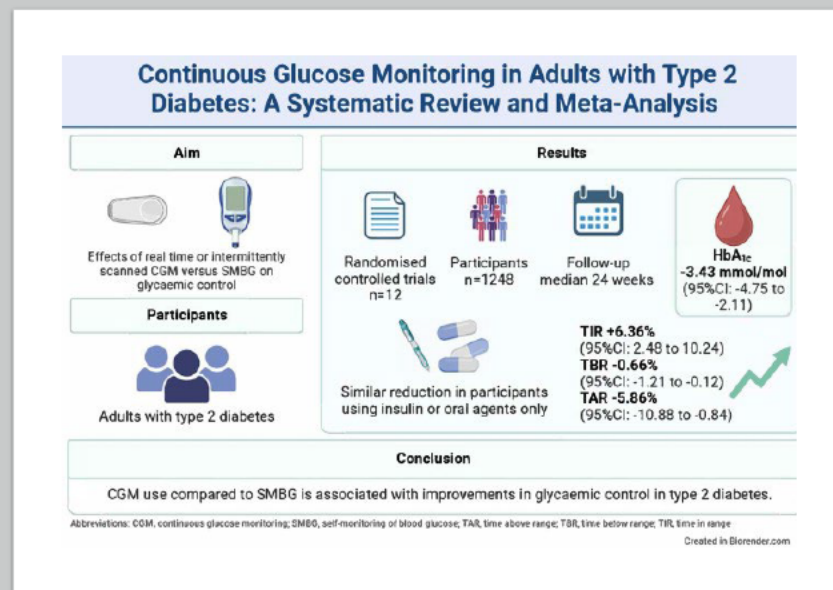 Continuous Glucose Monitoring in Adults with Type 2
Diabetes: A Systematic Review and Meta-Analysis
Aim
Effects of real time or intermittently
scanned CGM versus SMBG on
glycaemic control
Participants
Adults with type 2 diabetes
Results
Randomised
controlled trials
n=12
Participants
n=1248
Follow-up
median 24 weeks
HbA1c
-3.43 mmol/mol
(95%CI: -4.75 to
-2.11)
Similar reduction in participants
using insulin or oral agents only
TIR +6.36%
(95%CI: 2.48 to 10.24)
TBR -0.66%
(95%CI: -1.21 to -0.12)
TAR -5.86%
(95%CI: -10.88 to -0.84)
Conclusion
CGM use compared to SMBG is associated with improvements in glycaemic control in type 2 diabetes.
Abbreviations: CGM, continuous glucose monitoring; SMBG, self-monitoring of blood glucose; TAR, time above range; TBR, time below range; TIR, time in range
Created in Biorender.com